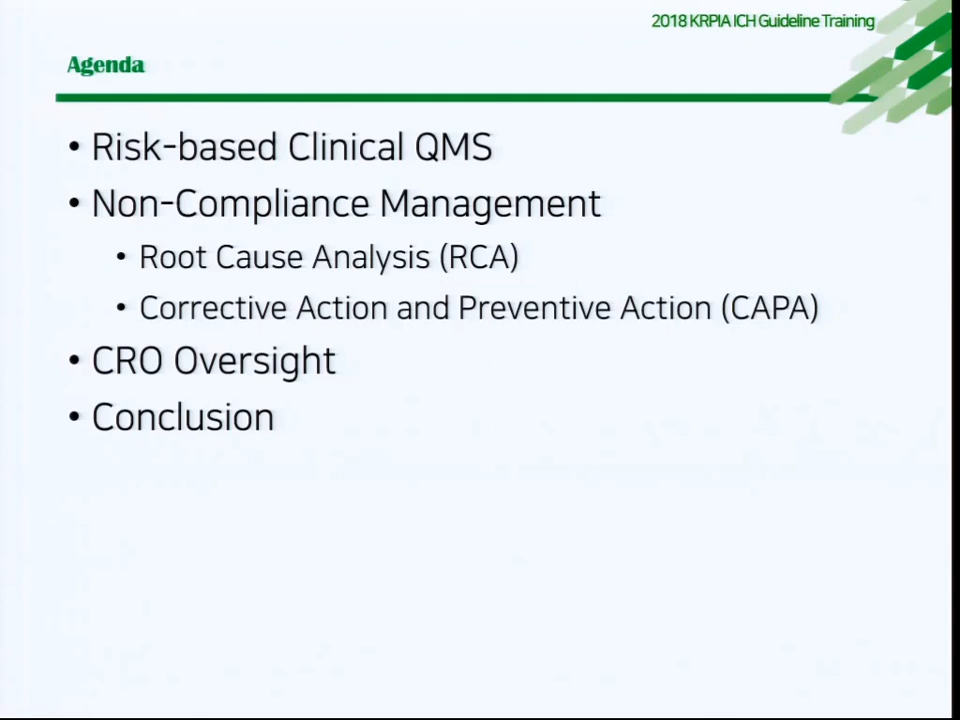 2018 KRPIA ICH Guideline Training
Agenda
• Risk-based Clinical QMS
• Non-Compliance Management
• Root Cause Analysis (RCA)
• Corrective Action and Preventive Action (CAPA)
• CRO Oversight
• Conclusion